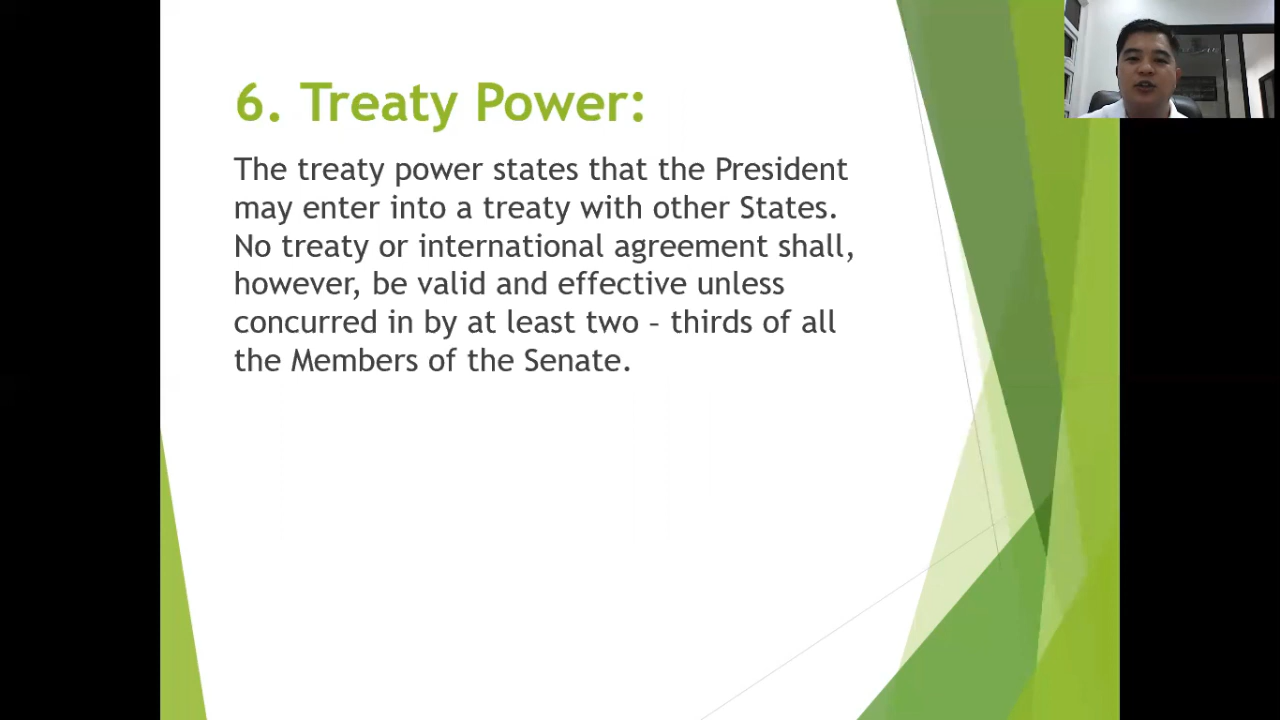 6. Treaty Power:
The treaty power states that the President
may enter into a treaty with other States.
No treaty or international agreement shall,
however, be valid and effective unless
concurred in by at least two – thirds of all
the Members of the Senate.